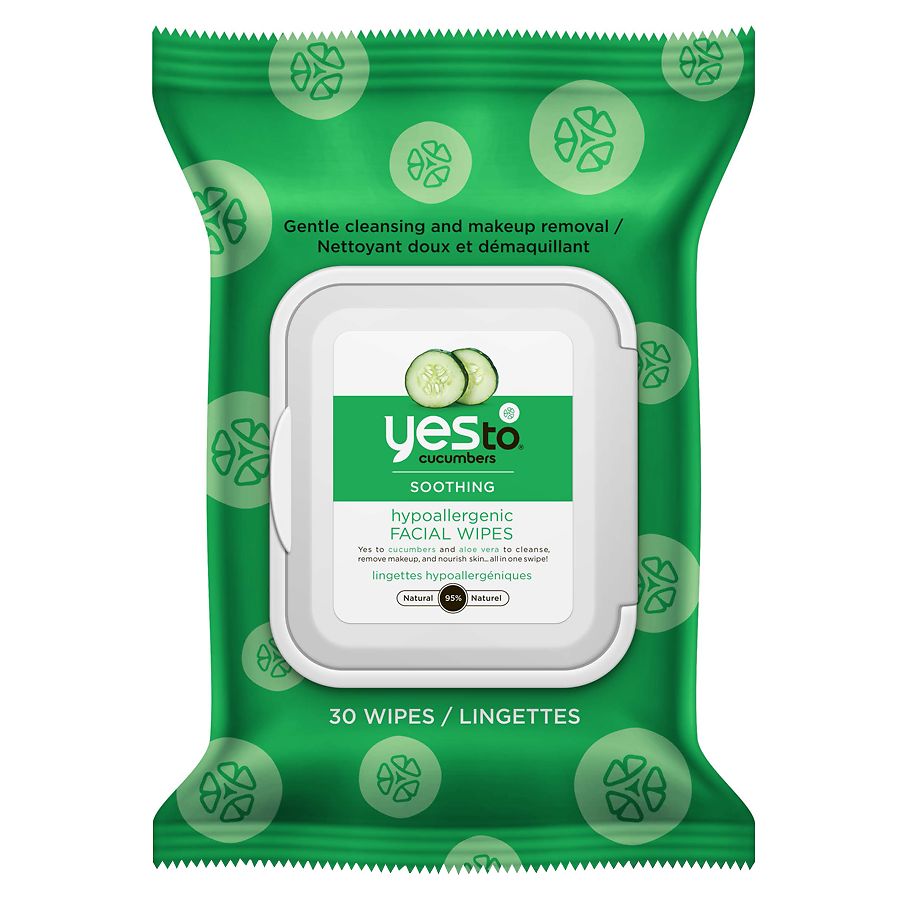 Gentle cleansing and makeup removal /
Nettoyant doux et démaquillant
yesto®
cucumbers
SOOTHING
hypoallergenic
FACIAL WIPES
Yes to cucumbers and aloe vera to cleanse,
remove makeup, and nourish skin... all in one swipe!
lingettes hypoallergéniques
Natural 95% Naturel
30 WIPES / LINGETTES